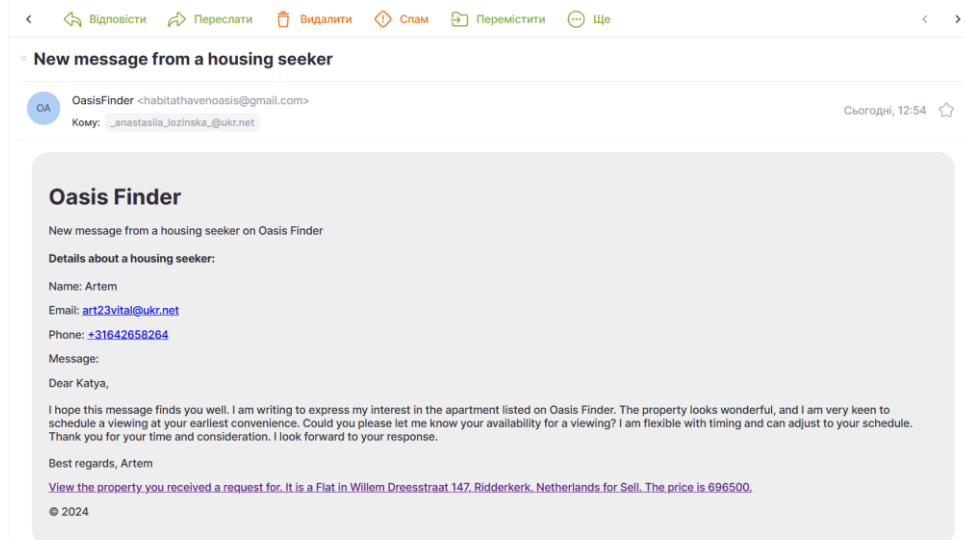 Відповісти Переслати Видалити Спам Перемістити Ще
New message from a housing seeker
OA
OasisFinder <habitathavenoasis@gmail.com>
Сьогодні, 12:54
Кому: _anastasiia_lozinska_@ukr.net
Oasis Finder
New message from a housing seeker on Oasis Finder
Details about a housing seeker:
Name: Artem
Email: art23vital@ukr.net
Phone: +31642658264
Message:
Dear Katya,
I hope this message finds you well. I am writing to express my interest in the apartment listed on Oasis Finder. The property looks wonderful, and I am very keen to
schedule a viewing at your earliest convenience. Could you please let me know your availability for a viewing? I am flexible with timing and can adjust to your schedule.
Thank you for your time and consideration. I look forward to your response.
Best regards, Artem
View the property you received a request for. It is a Flat in Willem Dreesstraat 147, Ridderkerk, Netherlands for Sell. The price is 696500.
© 2024